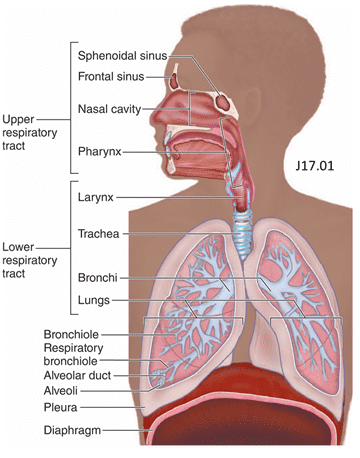 Sphenoidal sinus
Frontal sinus
Nasal cavity
Upper
respiratory
tract
Pharynx
J17.01
Larynx
Trachea
Lower
respiratory
tract
Bronchi
Lungs
Bronchiole
Respiratory
bronchiole
Alveolar duct
Alveoli
Pleura
Diaphragm